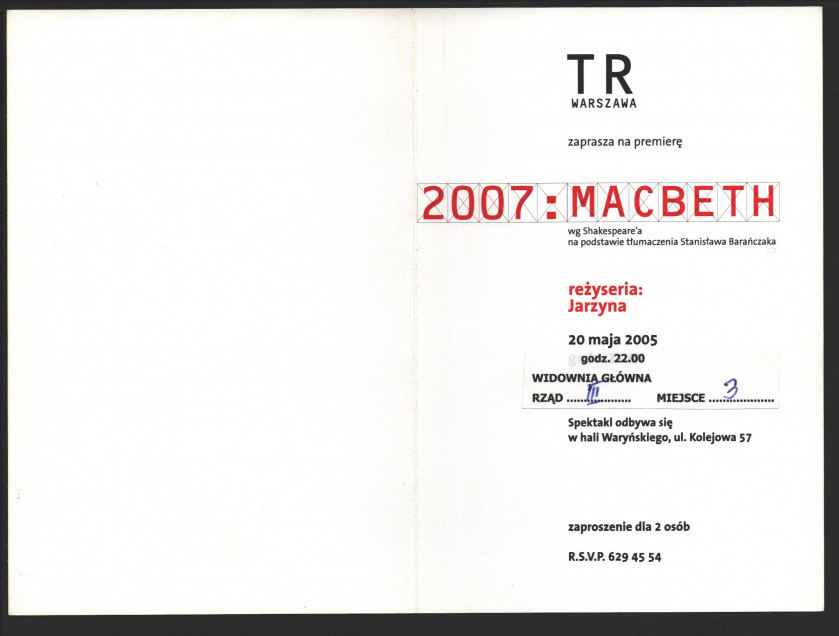 TR
WARSZAWA
zaprasza na premierę
2007:MACBETH
wg Shakespeare'a
na podstawie tłumaczenia Stanisława Barańczaka
reżyseria:
Jarzyna
20 maja 2005
godz. 22.00
WIDOWNIA GŁÓWNA
RZĄD ...III... MIEJSCE ...3...
Spektakl odbywa się
w hali Waryńskiego, ul. Kolejowa 57
zaproszenie dla 2 osób
R.S.V.P. 629 45 54